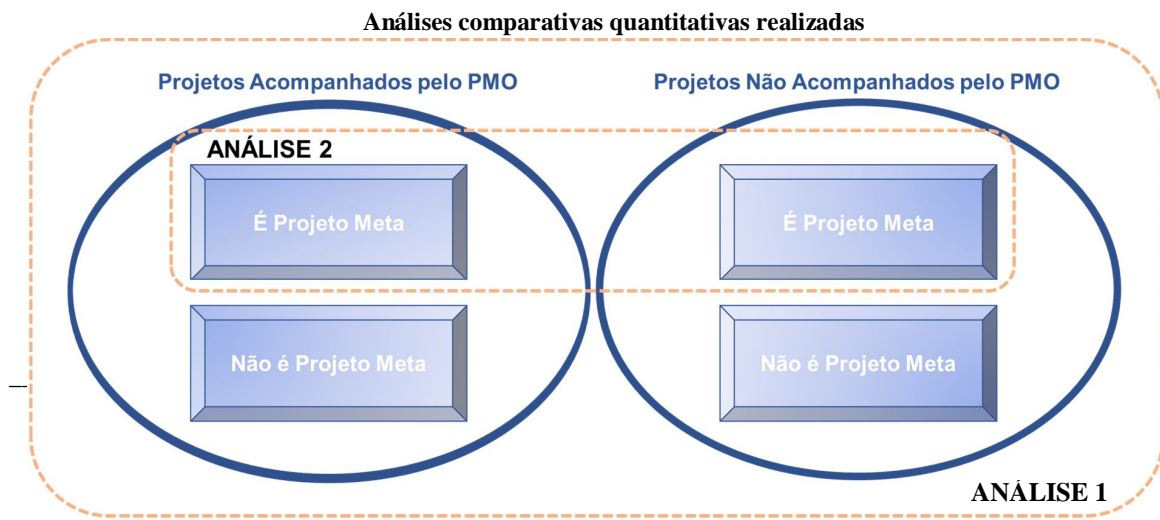 Análises comparativas quantitativas realizadas
Projetos Acompanhados pelo PMO
Projetos Não Acompanhados pelo PMO
ANÁLISE 2
É Projeto Meta
É Projeto Meta
Não é Projeto Meta
Não é Projeto Meta
ANÁLISE 1